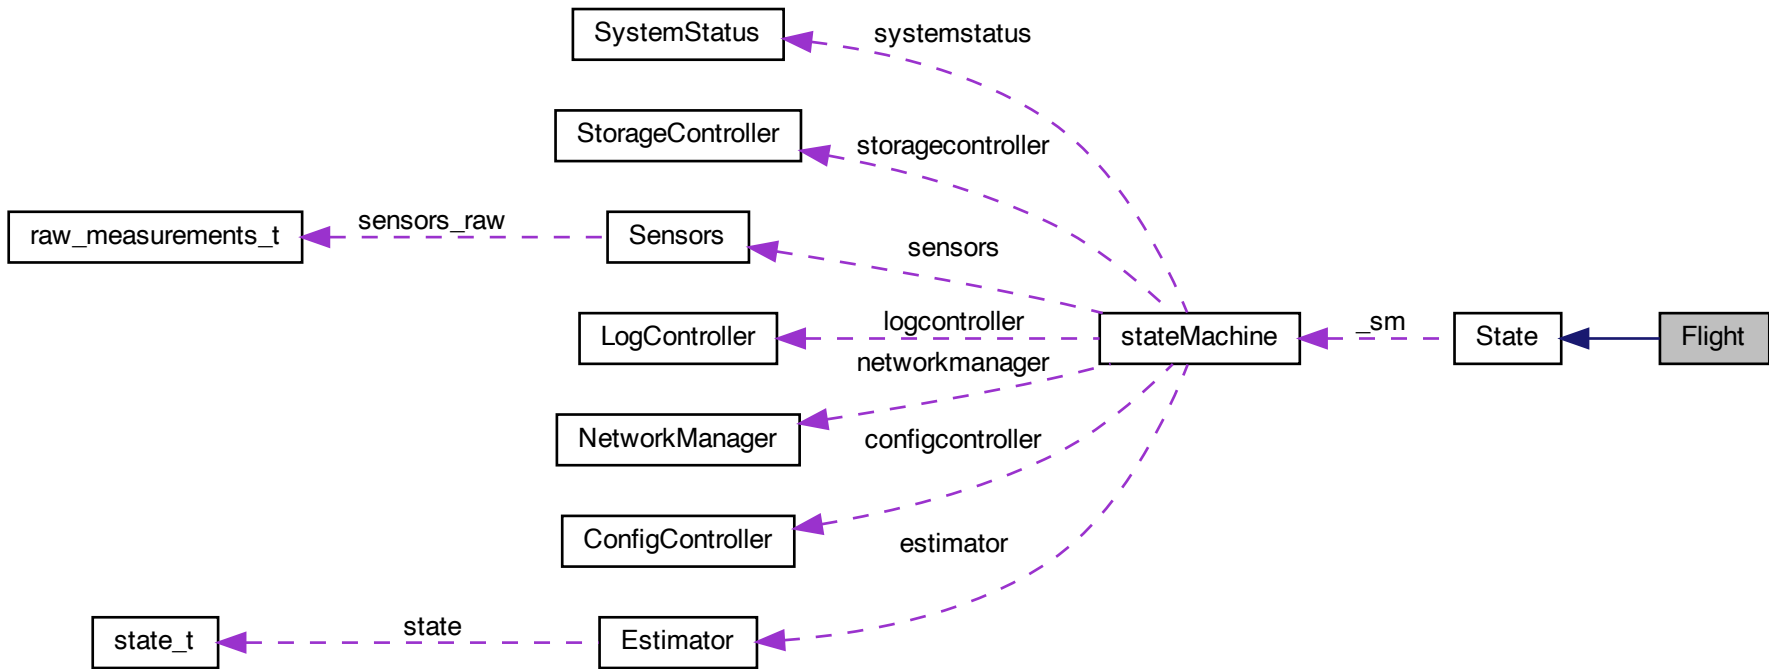 SystemStatus
systemstatus
StorageController
storagecontroller
raw_measurements_t
sensors_raw
Sensors
sensors
LogController
logcontroller
stateMachine
_sm
State
Flight
networkmanager
NetworkManager
configcontroller
ConfigController
estimator
state_t
state
Estimator